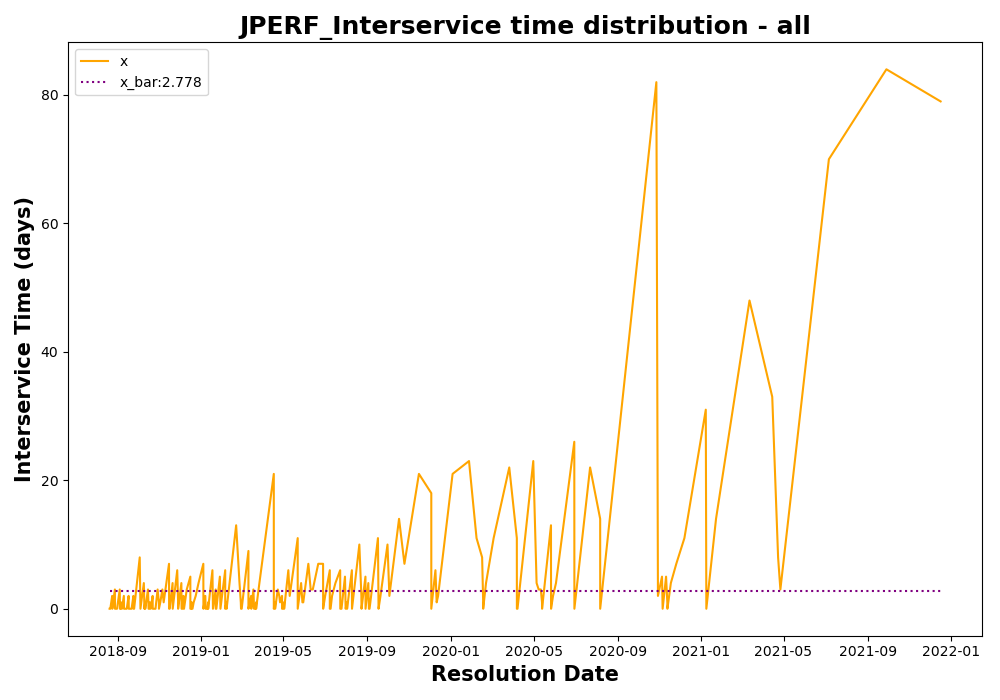 JPERF_Interservice time distribution - all
x
x_bar:2.778
Interservice Time (days)
80
60
40
20
0
2018-09 2019-01 2019-05 2019-09 2020-01 2020-05 2020-09 2021-01 2021-05 2021-09 2022-01
Resolution Date